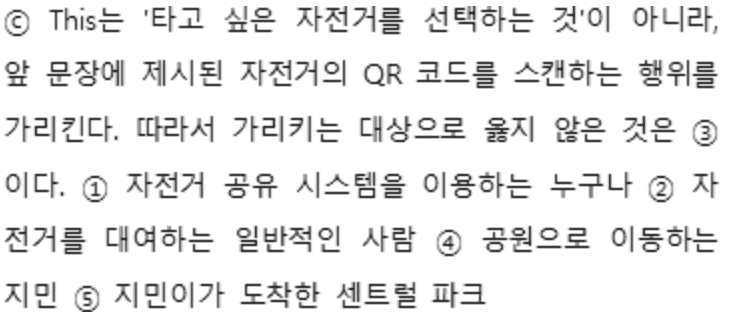 ⓒ This는 '타고 싶은 자전거를 선택하는 것'이 아니라,
앞 문장에 제시된 자전거의 QR 코드를 스캔하는 행위를
가리킨다. 따라서 가리키는 대상으로 옳지 않은 것은 ③
이다. ① 자전거 공유 시스템을 이용하는 누구나 ② 자
전거를 대여하는 일반적인 사람 ④ 공원으로 이동하는
지민 ⑤ 지민이가 도착한 센트럴 파크